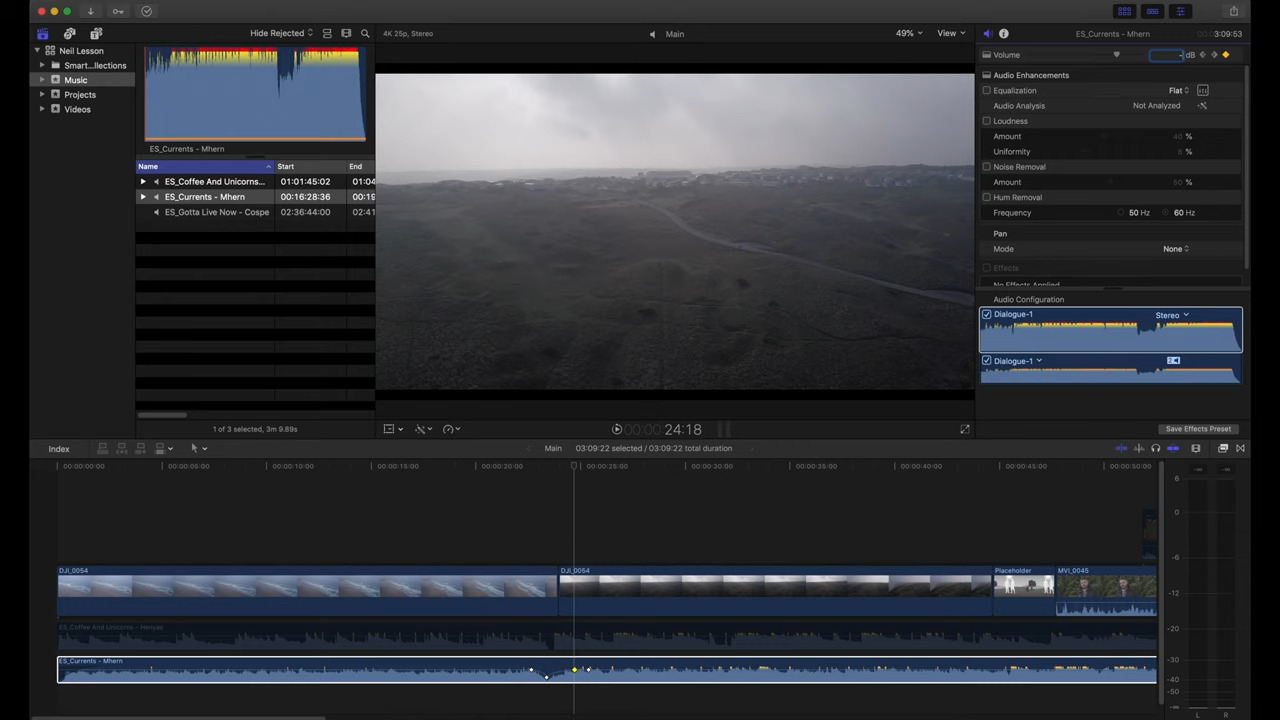 Hide Rejected
4K 25p, Stereo
Main
49%
View
ES_Currents - Mhern
3:09:53
Neil Lesson
Smart...llections
Music
Projects
Videos
ES_Currents - Mhern
Name
Start
End
ES_Coffee And Unicorns...
01:01:45:02
01:04
ES_Currents - Mhern
00:16:28:36
00:19
ES_Gotta Live Now - Cospe
02:36:44:00
02:41
1 of 3 selected, 3m 9.89s
24:18
Volume
- dB
Audio Enhancements
Equalization
Flat
Audio Analysis
Not Analyzed
Loudness
Amount
40 %
Uniformity
Noise Removal
Amount
Hum Removal
Frequency
50 Hz
60 Hz
Pan
Mode
None
Effects
Audio Configuration
Dialogue-1
Stereo
Dialogue-1
Save Effects Preset
Index
Main
03:09:22 selected / 03:09:22 total duration
00:00:00:00
00:00:05:00
00:00:10:00
00:00:15:00
00:00:20:00
00:00:25:00
00:00:30:00
00:00:35:00
00:00:40:00
00:00:45:00
00:00:50:00
DJI_0054
DJI_0054
Placeholder
MVI_0045
ES_Coffee And Unicorns - Henyao
ES_Currents - Mhern
6
0
-6
-12
-20
-30
-40
-50
-∞
L
R